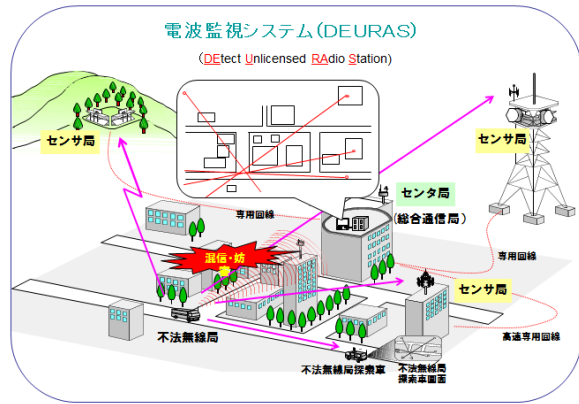 電波監視システム(DEURAS)
(DEtect Unlicensed RAdio Station)
センサ局
センサ局
センタ局
(総合通信局)
専用回線
専用回線
混信・妨
センサ局
高速専用回線
不法無線局
不法無線局探索車
不法無線局
探索車画面